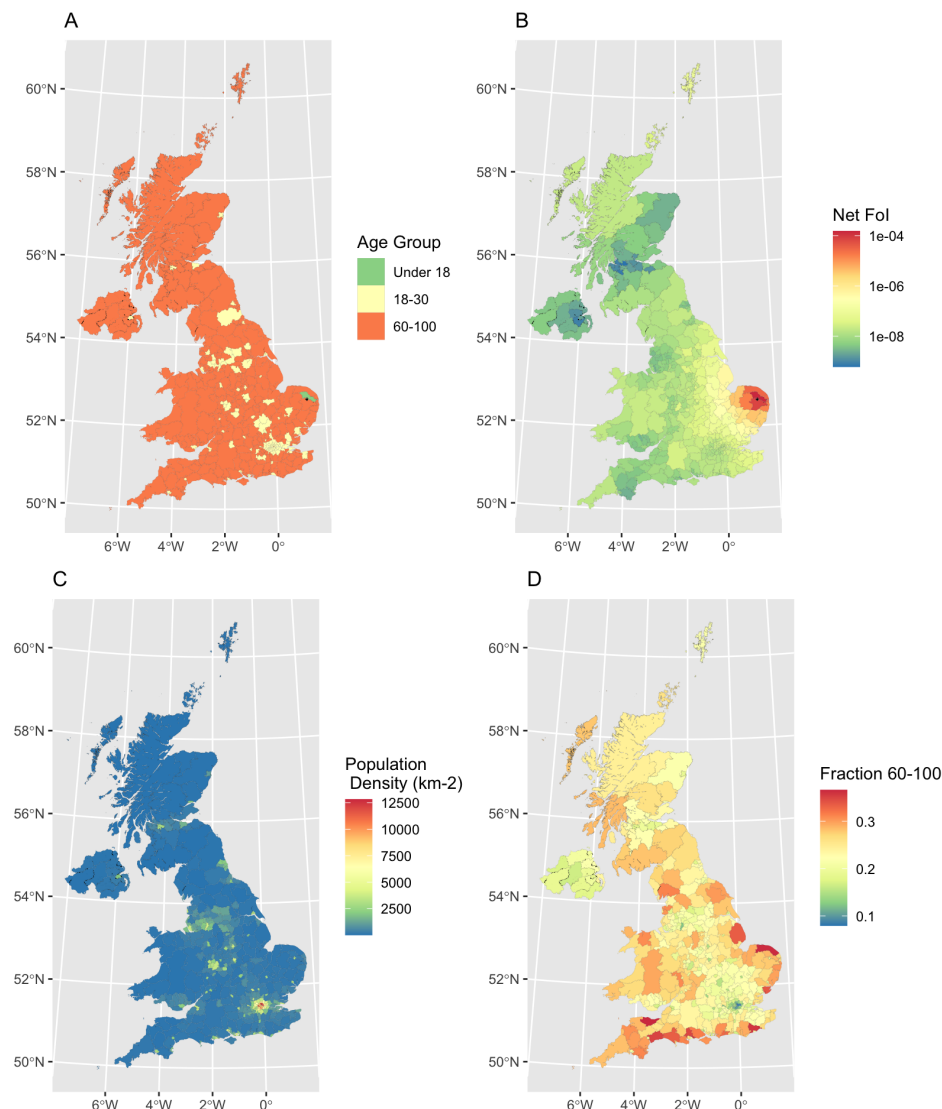 A
60°N
58°N
56°N
54°N
52°N
50°N
6°W 4°W 2°W 0°
Age Group
Under 18
18-30
60-100
B
60°N
58°N
56°N
54°N
52°N
50°N
6°W 4°W 2°W 0°
Net FoI
1e-04
1e-06
1e-08
C
60°N
58°N
56°N
54°N
52°N
50°N
6°W 4°W 2°W 0°
Population
Density (km-2)
12500
10000
7500
5000
2500
D
60°N
58°N
56°N
54°N
52°N
50°N
6°W 4°W 2°W 0°
Fraction 60-100
0.3
0.2
0.1